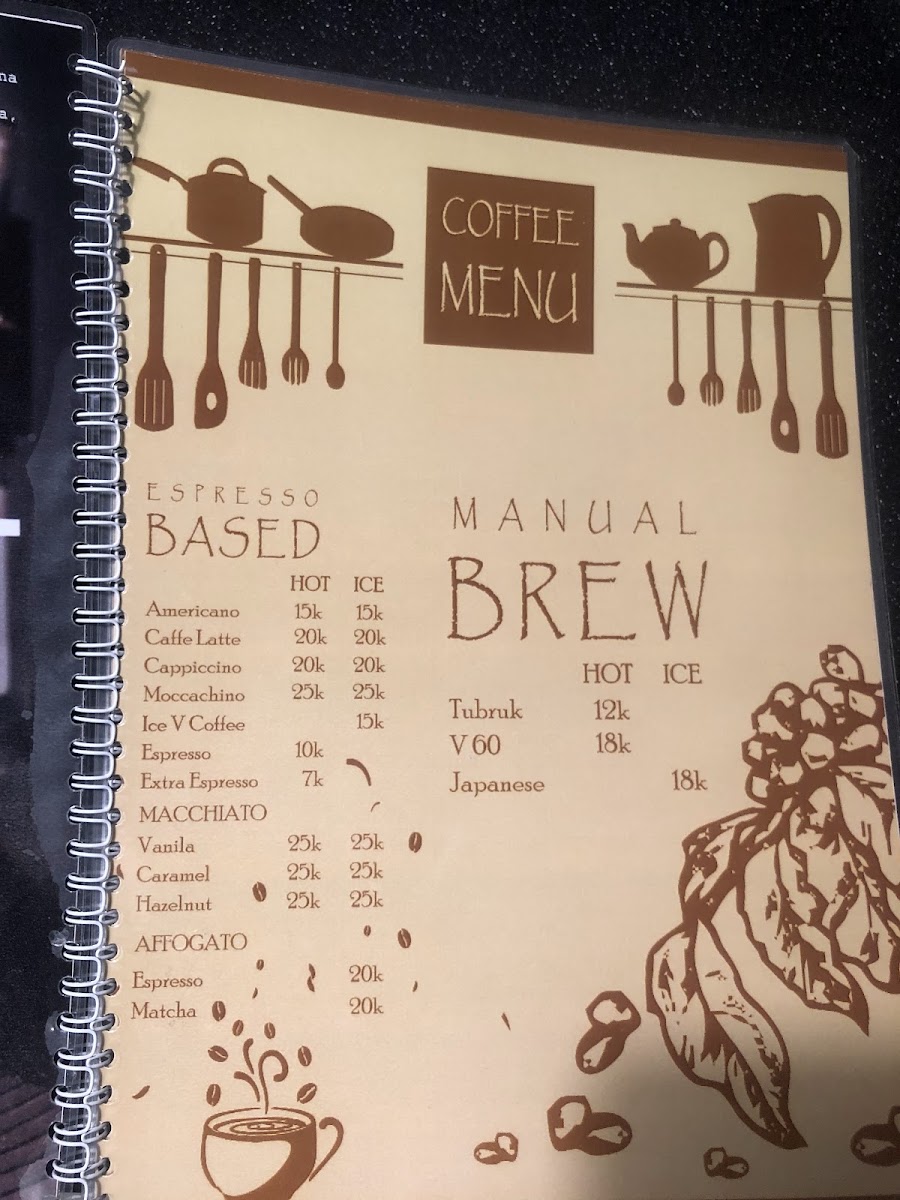 na
a,
COFFEE
MENU
ESPRESSO
BASED
HOT ICE
Americano 15k 15k
Caffe Latte 20k 20k
Cappiccino 20k 20k
Moccachino 25k 25k
Ice V Coffee 15k
Espresso 10k
Extra Espresso 7k
MACCHIATO
Vanila 25k 25k
Caramel 25k 25k
Hazelnut 25k 25k
AFFOGATO
Espresso 20k
Matcha 20k
MANUAL
BREW
HOT ICE
Tubruk 12k
V 60 18k
Japanese 18k